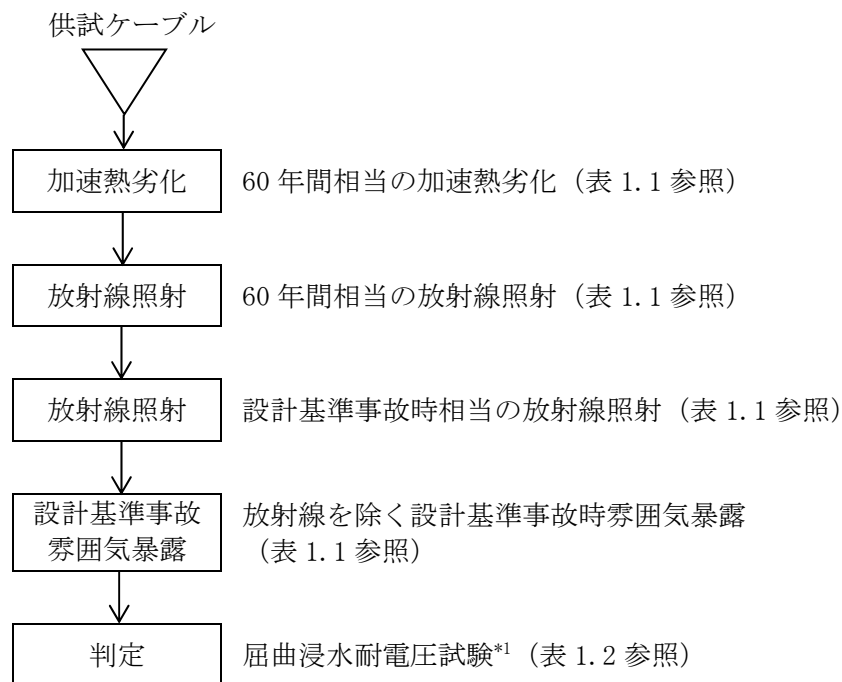 供試ケーブル
加速熱劣化 60 年間相当の加速熱劣化（表 1.1 参照）
放射線照射 60 年間相当の放射線照射（表 1.1 参照）
放射線照射 設計基準事故時相当の放射線照射（表 1.1 参照）
設計基準事故
雰囲気暴露
放射線を除く設計基準事故時雰囲気暴露
（表 1.1 参照）
判定 屈曲浸水耐電圧試験*1（表 1.2 参照）